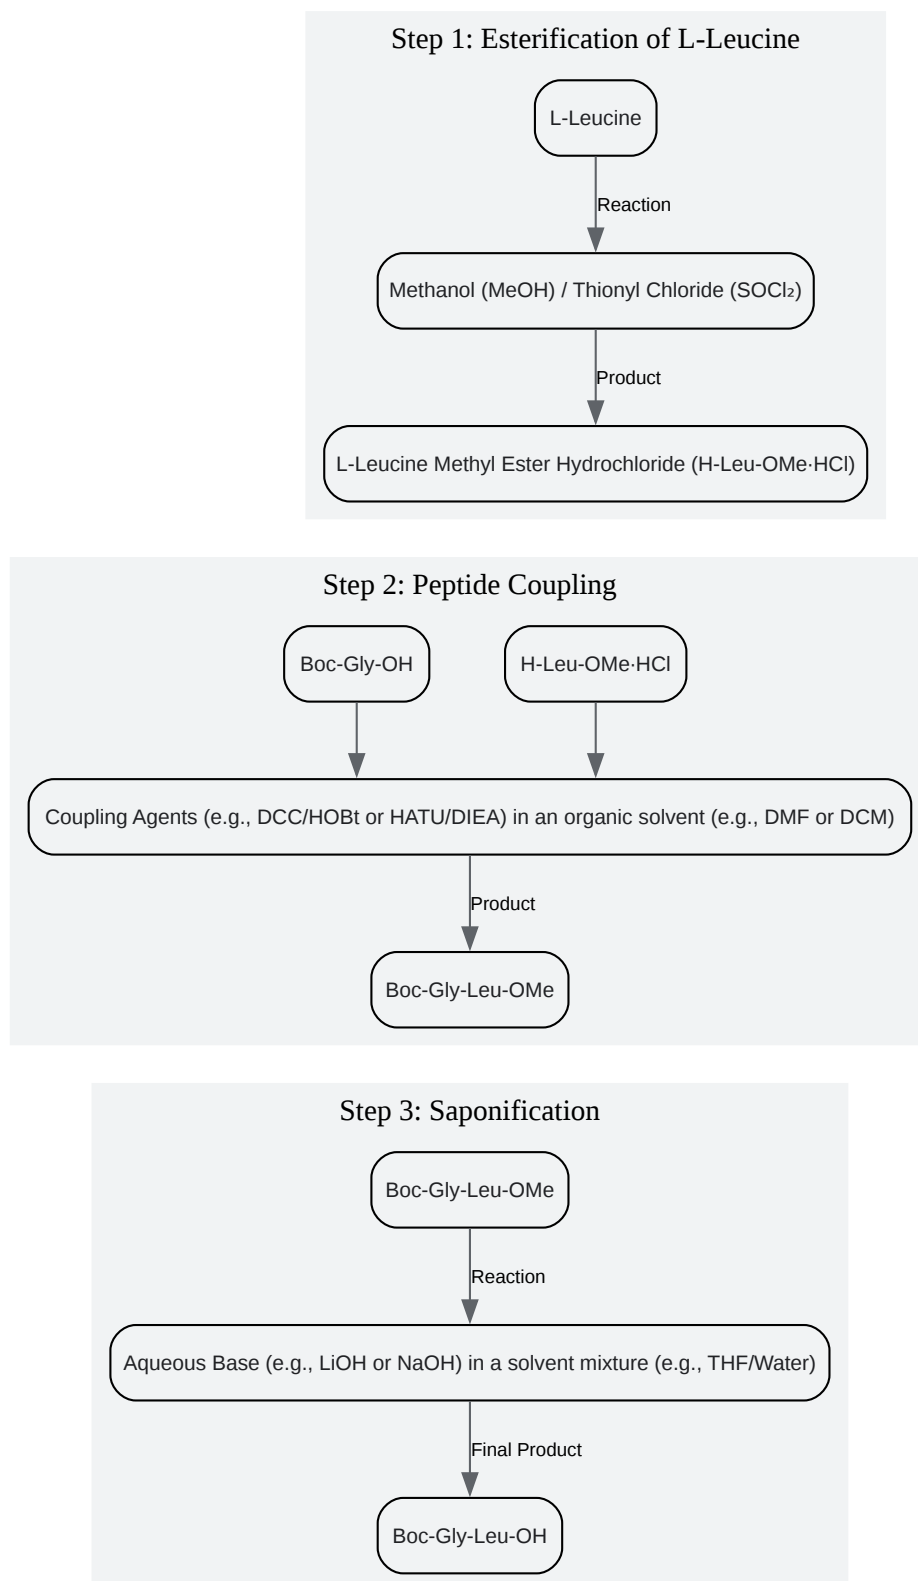 Step 1: Esterification of L-Leucine
L-Leucine
Reaction
Methanol (MeOH) / Thionyl Chloride (SOCl₂)
Product
L-Leucine Methyl Ester Hydrochloride (H-Leu-OMe·HCl)
Step 2: Peptide Coupling
Boc-Gly-OH
H-Leu-OMe·HCl
Coupling Agents (e.g., DCC/HOBt or HATU/DIEA) in an organic solvent (e.g., DMF or DCM)
Product
Boc-Gly-Leu-OMe
Step 3: Saponification
Boc-Gly-Leu-OMe
Reaction
Aqueous Base (e.g., LiOH or NaOH) in a solvent mixture (e.g., THF/Water)
Final Product
Boc-Gly-Leu-OH